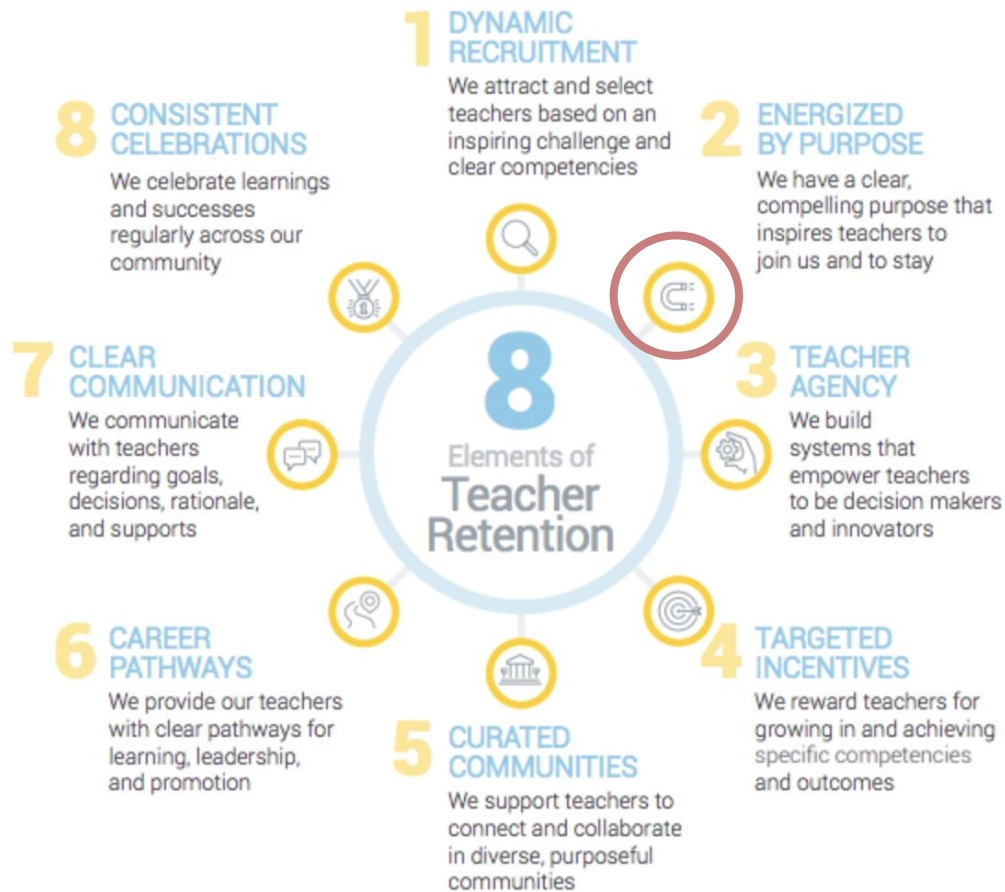 1 DYNAMIC
RECRUITMENT
We attract and select
teachers based on an
inspiring challenge and
clear competencies
2 ENERGIZED
BY PURPOSE
We have a clear,
compelling purpose that
inspires teachers to
join us and to stay
3 TEACHER
AGENCY
We build
systems that
empower teachers
to be decision makers
and innovators
4 TARGETED
INCENTIVES
We reward teachers for
growing in and achieving
specific competencies
and outcomes
5 CURATED
COMMUNITIES
We support teachers to
connect and collaborate
in diverse, purposeful
communities
6 CAREER
PATHWAYS
We provide our teachers
with clear pathways for
learning, leadership,
and promotion
7 CLEAR
COMMUNICATION
We communicate
with teachers
regarding goals,
decisions, rationale,
and supports
8 CONSISTENT
CELEBRATIONS
We celebrate learnings
and successes
regularly across our
community
1
8
Elements of
Teacher
Retention